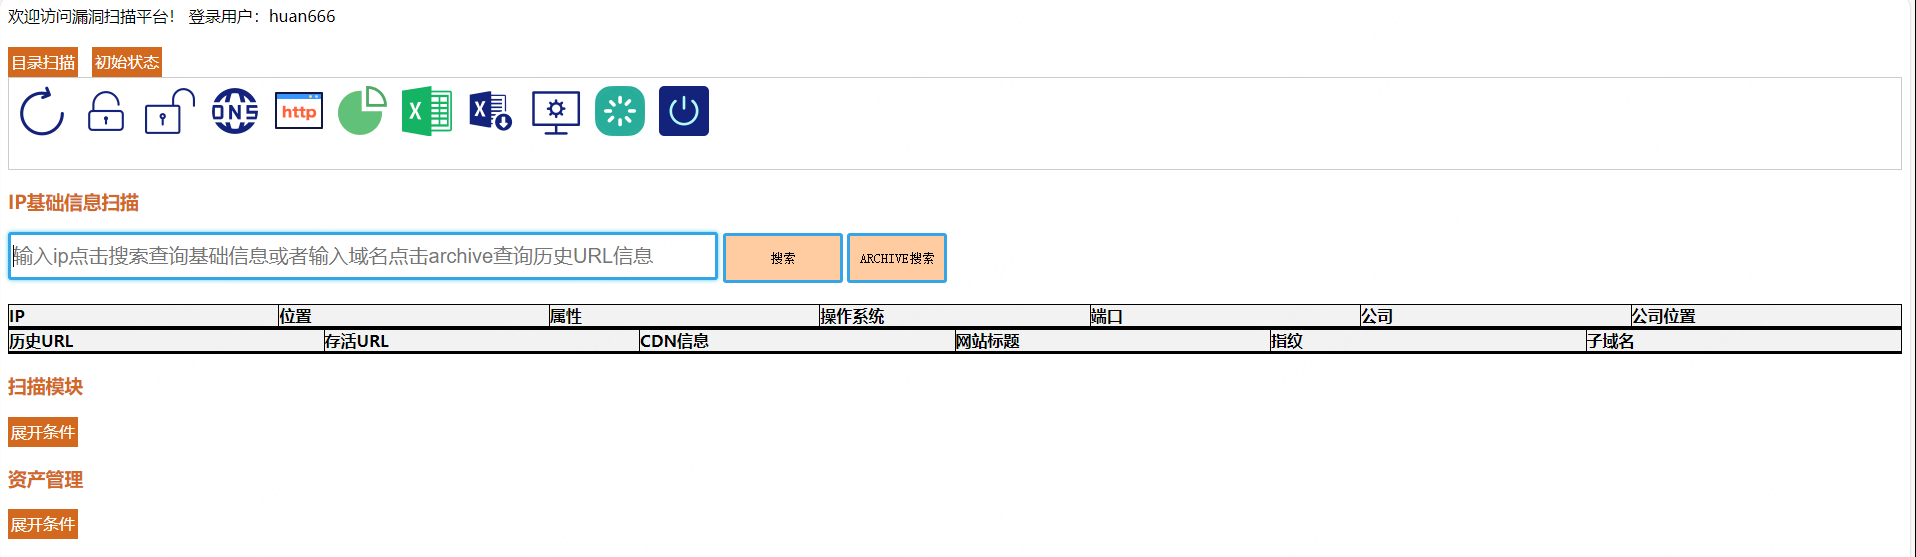 欢迎访问漏洞扫描平台! 登录用户：huan666
目录扫描 初始状态
DNS http X X
IP基础信息扫描
输入ip点击搜索查询基础信息或者输入域名点击archive查询历史URL信息 搜索 ARCHIVE搜索
IP 位置 属性 操作系统 端口 公司 公司位置
历史URL 存活URL CDN信息 网站标题 指纹 子域名
扫描模块
展开条件
资产管理
展开条件